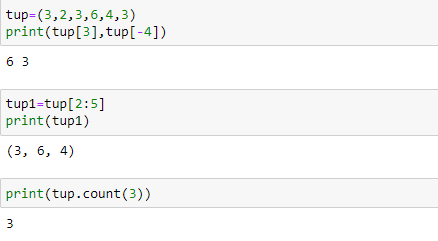 tup=(3,2,3,6,4,3)
print(tup[3],tup[-4])
6 3
tup1=tup[2:5]
print(tup1)
(3, 6, 4)
print(tup.count(3))
3